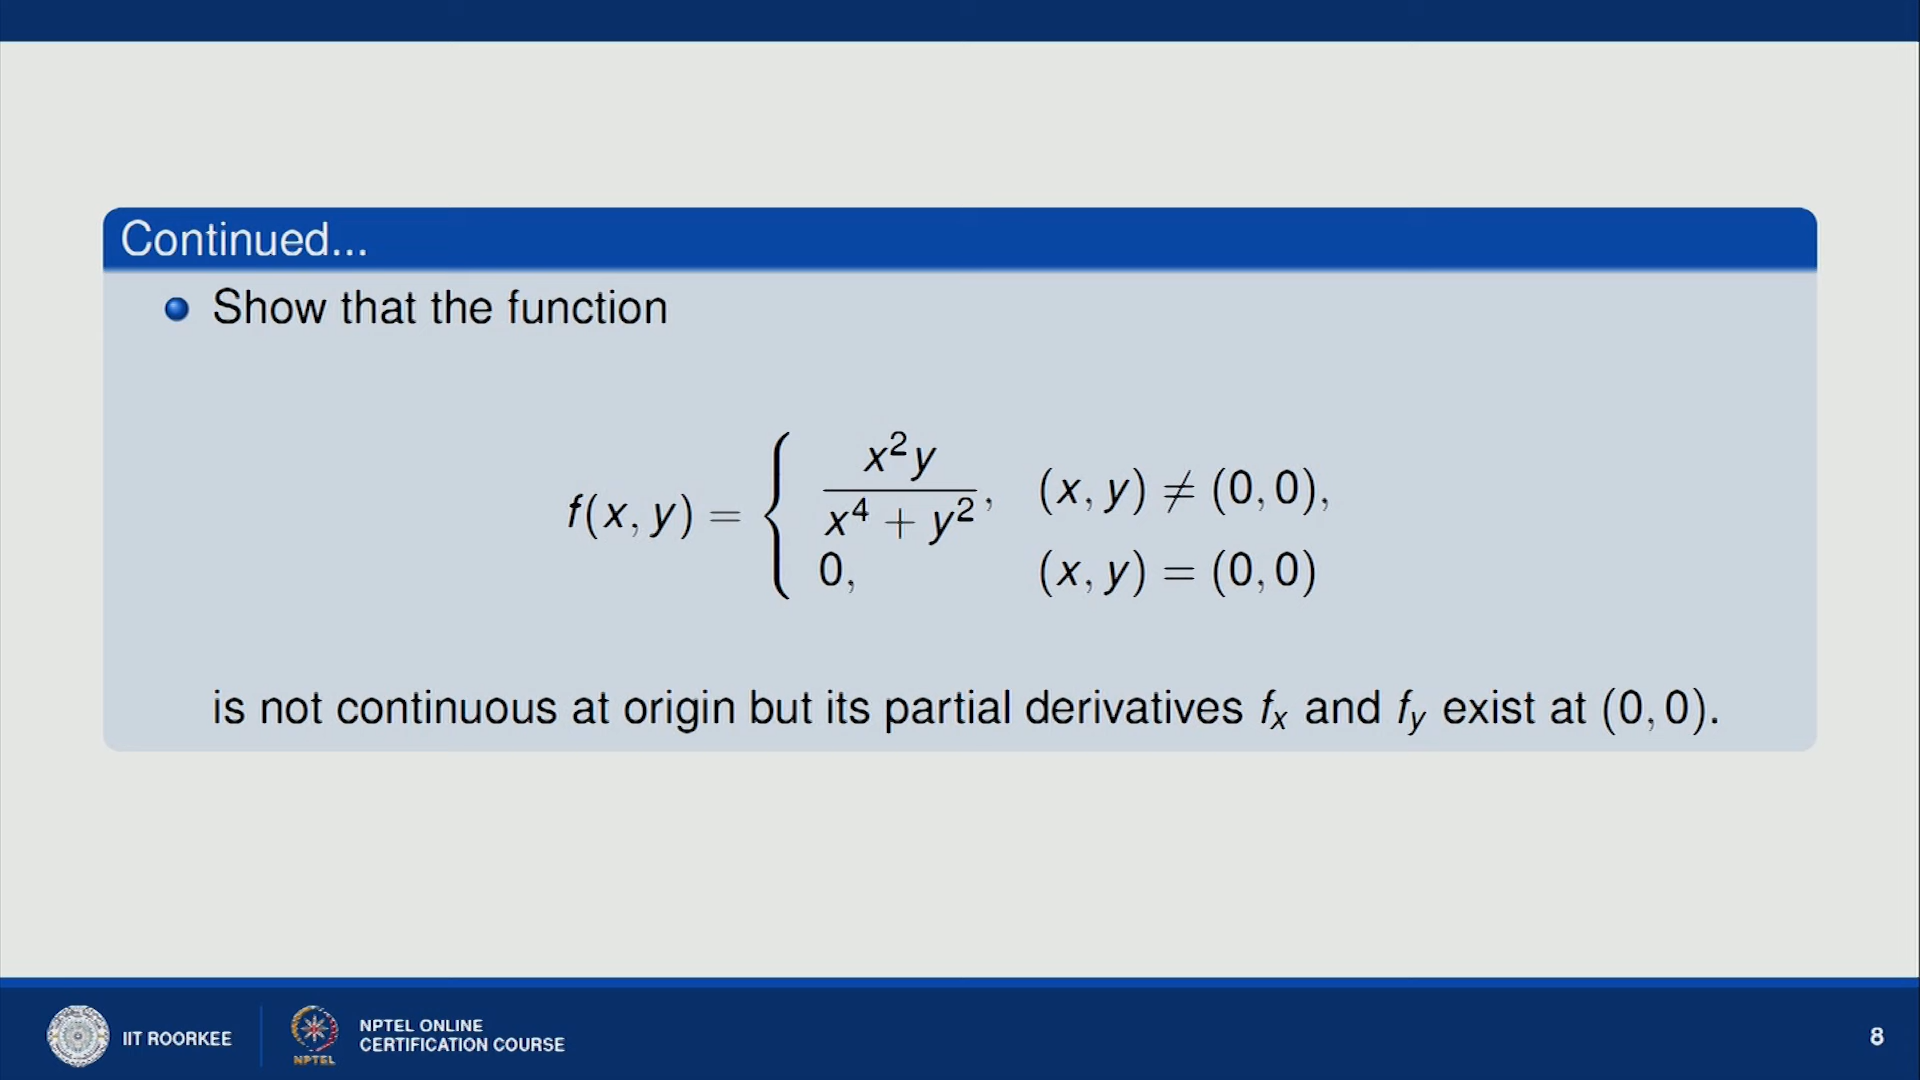 Continued...
Show that the function
f(x, y) = { x²y / (x⁴ + y²), (x, y) ≠ (0, 0),
0, (x, y) = (0, 0)
is not continuous at origin but its partial derivatives fₓ and f_y exist at (0, 0).
IIT ROORKEE
NPTEL
NPTEL ONLINE
CERTIFICATION COURSE
8